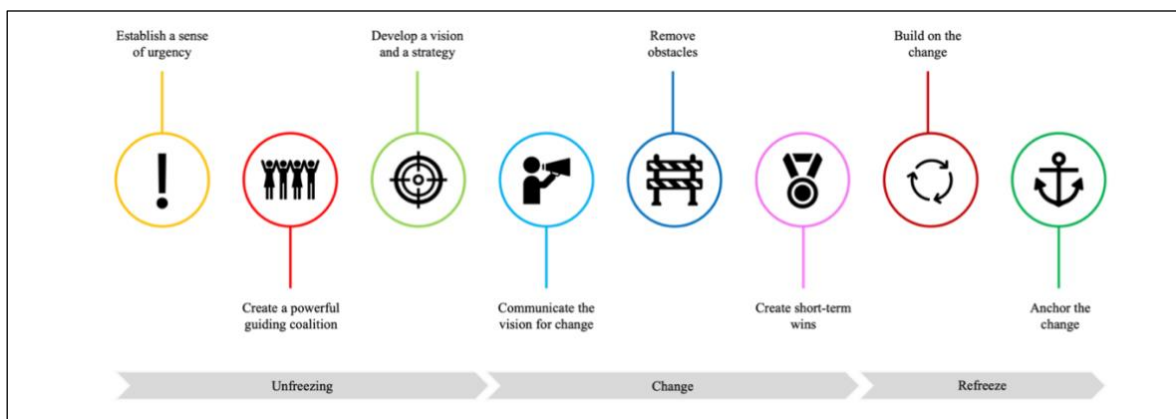 Establish a sense
of urgency
Develop a vision
and a strategy
Remove
obstacles
Build on the
change
Create a powerful
guiding coalition
Communicate the
vision for change
Create short-term
wins
Anchor the
change
Unfreezing
Change
Refreeze